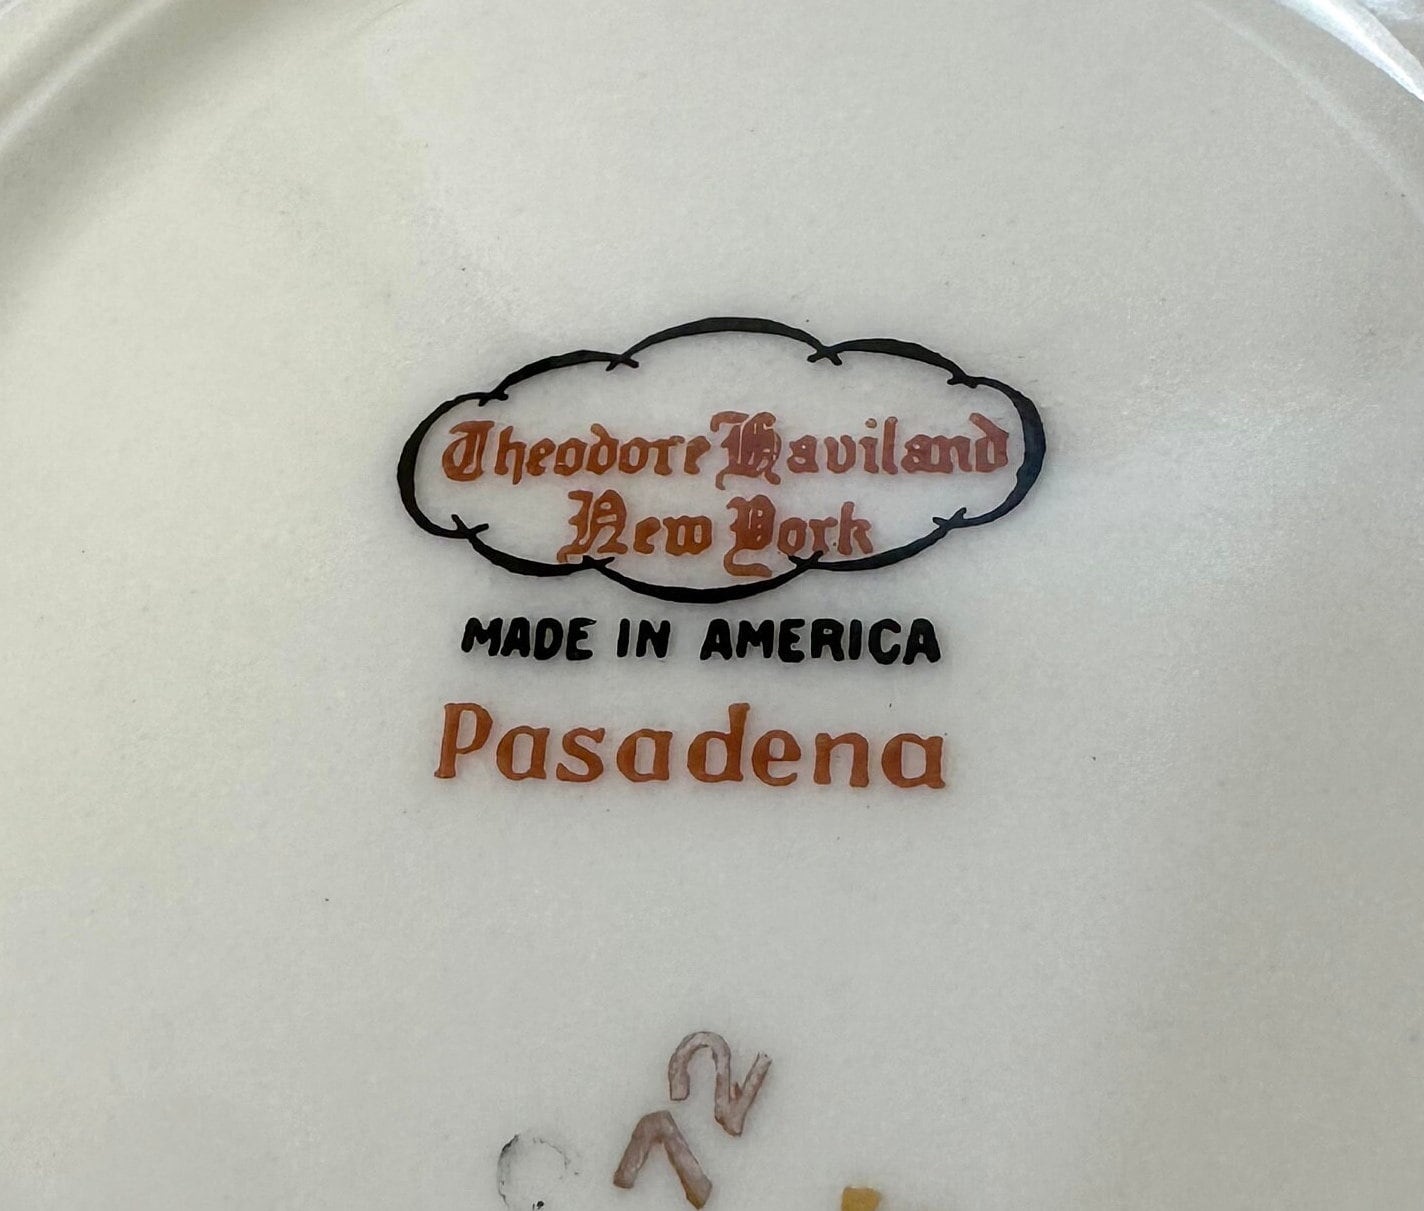 Theodore Haviland
New York
MADE IN AMERICA
Pasadena